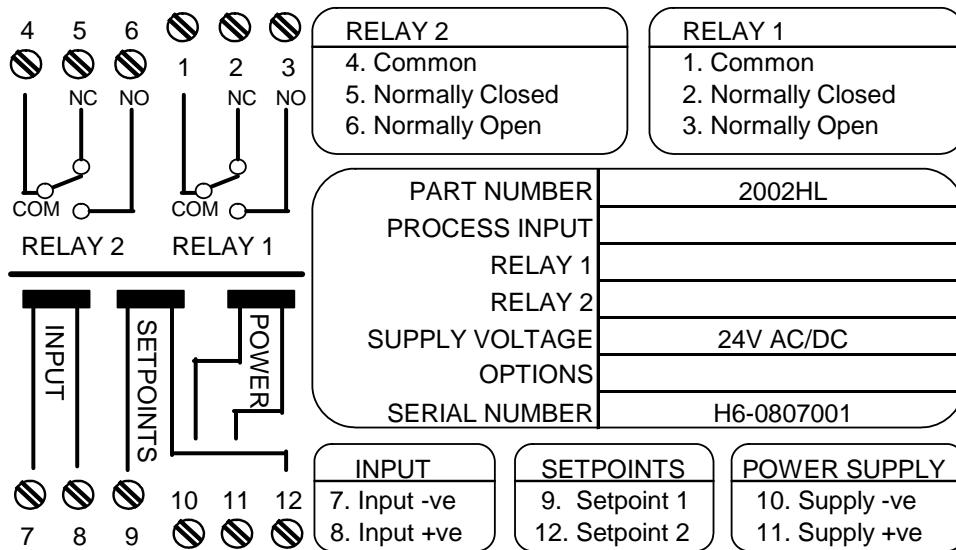 4 5 6
1 2 3
NC NO
NC NO
COM
COM
RELAY 2
RELAY 1
INPUT
SETPOINTS
POWER
10 11 12
7 8 9
RELAY 2
4. Common
5. Normally Closed
6. Normally Open
RELAY 1
1. Common
2. Normally Closed
3. Normally Open
PART NUMBER 2002HL
PROCESS INPUT
RELAY 1
RELAY 2
SUPPLY VOLTAGE 24V AC/DC
OPTIONS
SERIAL NUMBER H6-0807001
INPUT
7. Input -ve
8. Input +ve
SETPOINTS
9. Setpoint 1
12. Setpoint 2
POWER SUPPLY
10. Supply -ve
11. Supply +ve